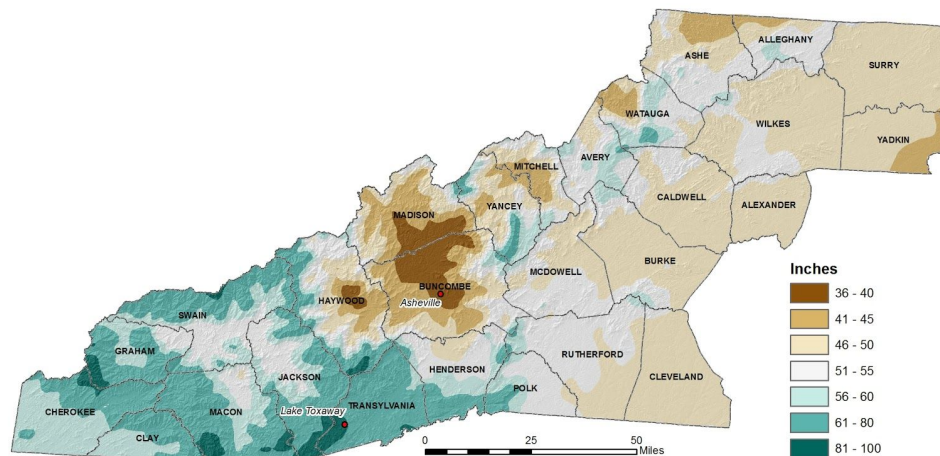 ALLEGHANY
ASHE
SURRY
WATAUGA
WILKES
YADKIN
MITCHELL
AVERY
CALDWELL
YANCEY
ALEXANDER
MADISON
BURKE
MCDOWELL
BUNCOMBE
Asheville
HAYWOOD
SWAIN
GRAHAM
RUTHERFORD
HENDERSON
JACKSON
CLEVELAND
POLK
TRANSYLVANIA
Lake Toxaway
MACON
CHEROKEE
CLAY
Inches
36 - 40
41 - 45
46 - 50
51 - 55
56 - 60
61 - 80
81 - 100
0 25 50
Miles